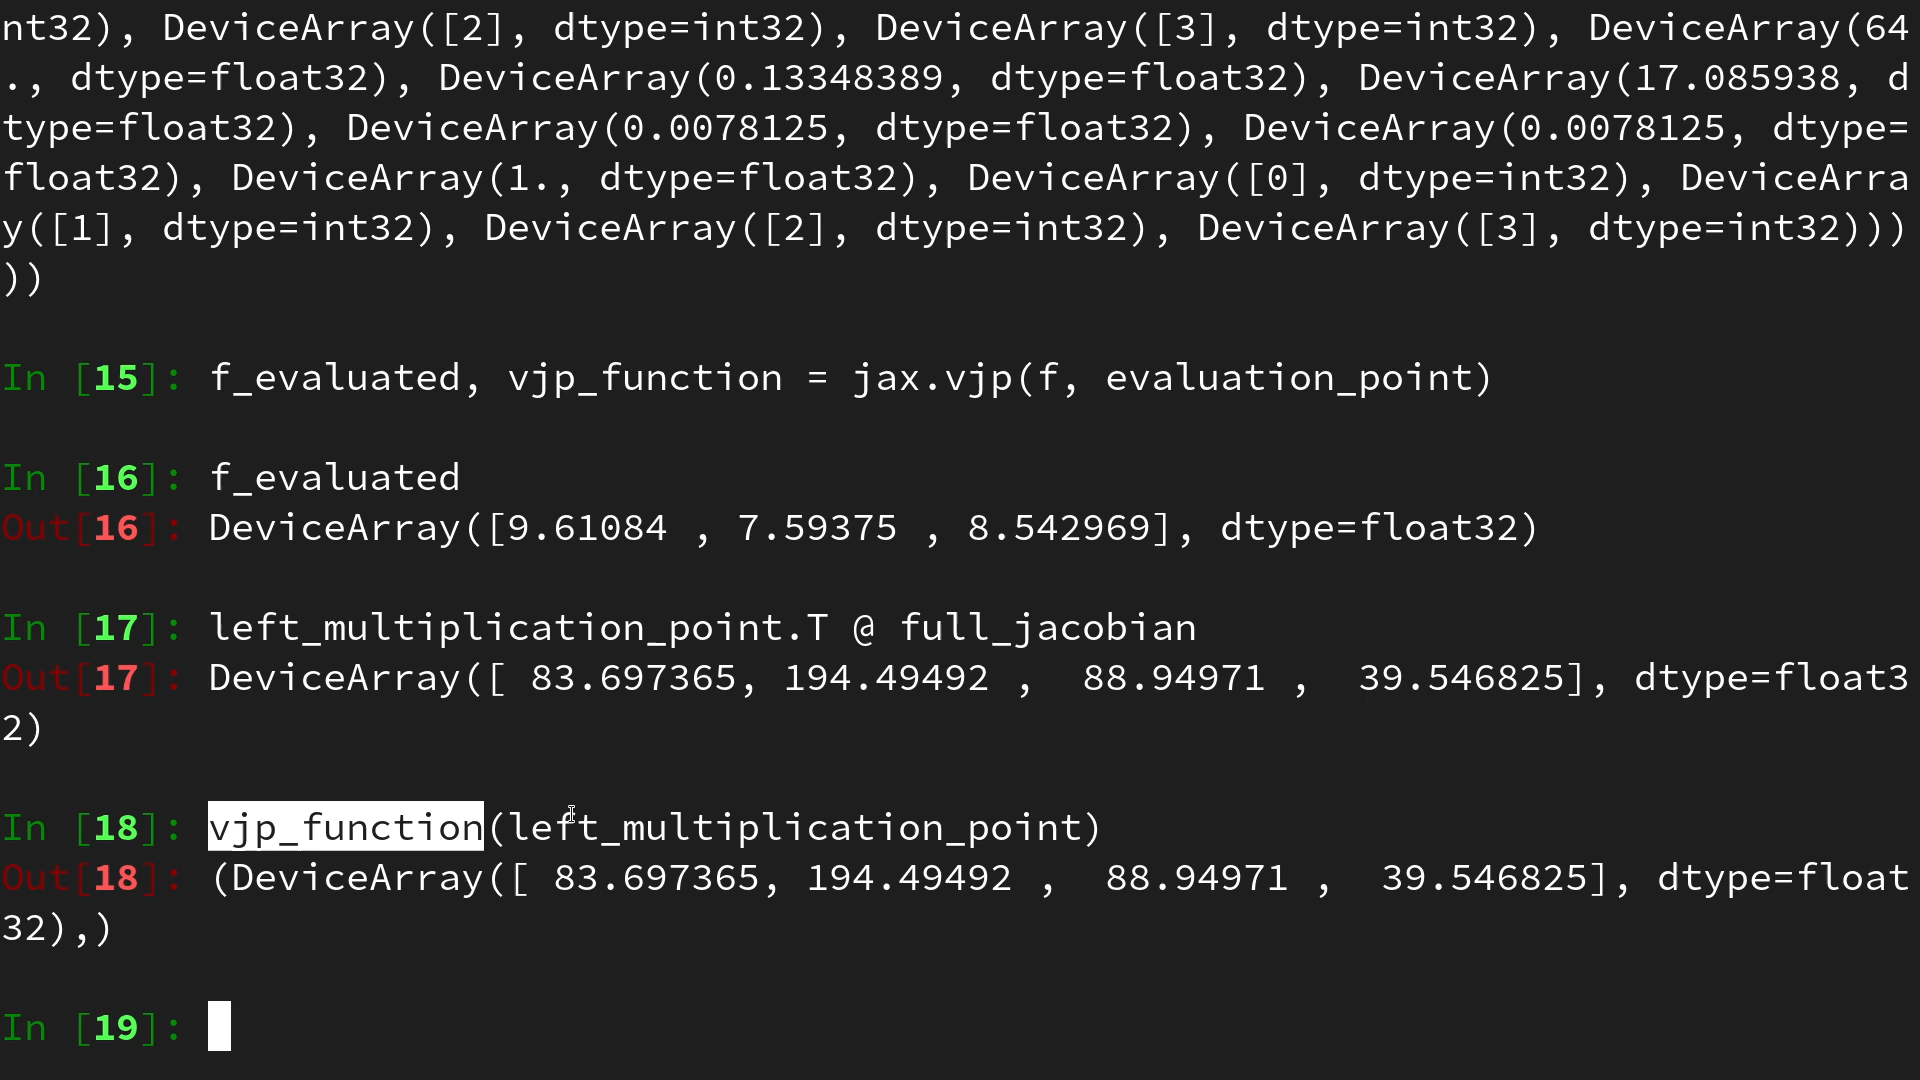 nt32), DeviceArray([2], dtype=int32), DeviceArray([3], dtype=int32), DeviceArray(64
., dtype=float32), DeviceArray(0.13348389, dtype=float32), DeviceArray(17.085938, d
type=float32), DeviceArray(0.0078125, dtype=float32), DeviceArray(0.0078125, dtype=
float32), DeviceArray(1., dtype=float32), DeviceArray([0], dtype=int32), DeviceArra
y([1], dtype=int32), DeviceArray([2], dtype=int32), DeviceArray([3], dtype=int32)))
))
In [15]: f_evaluated, vjp_function = jax.vjp(f, evaluation_point)
In [16]: f_evaluated
Out[16]: DeviceArray([9.61084 , 7.59375 , 8.542969], dtype=float32)
In [17]: left_multiplication_point.T @ full_jacobian
Out[17]: DeviceArray([ 83.697365, 194.49492 ,  88.94971 ,  39.546825], dtype=float3
2)
In [18]: vjp_function(left_multiplication_point)
Out[18]: (DeviceArray([ 83.697365, 194.49492 ,  88.94971 ,  39.546825], dtype=float
32),)
In [19]: